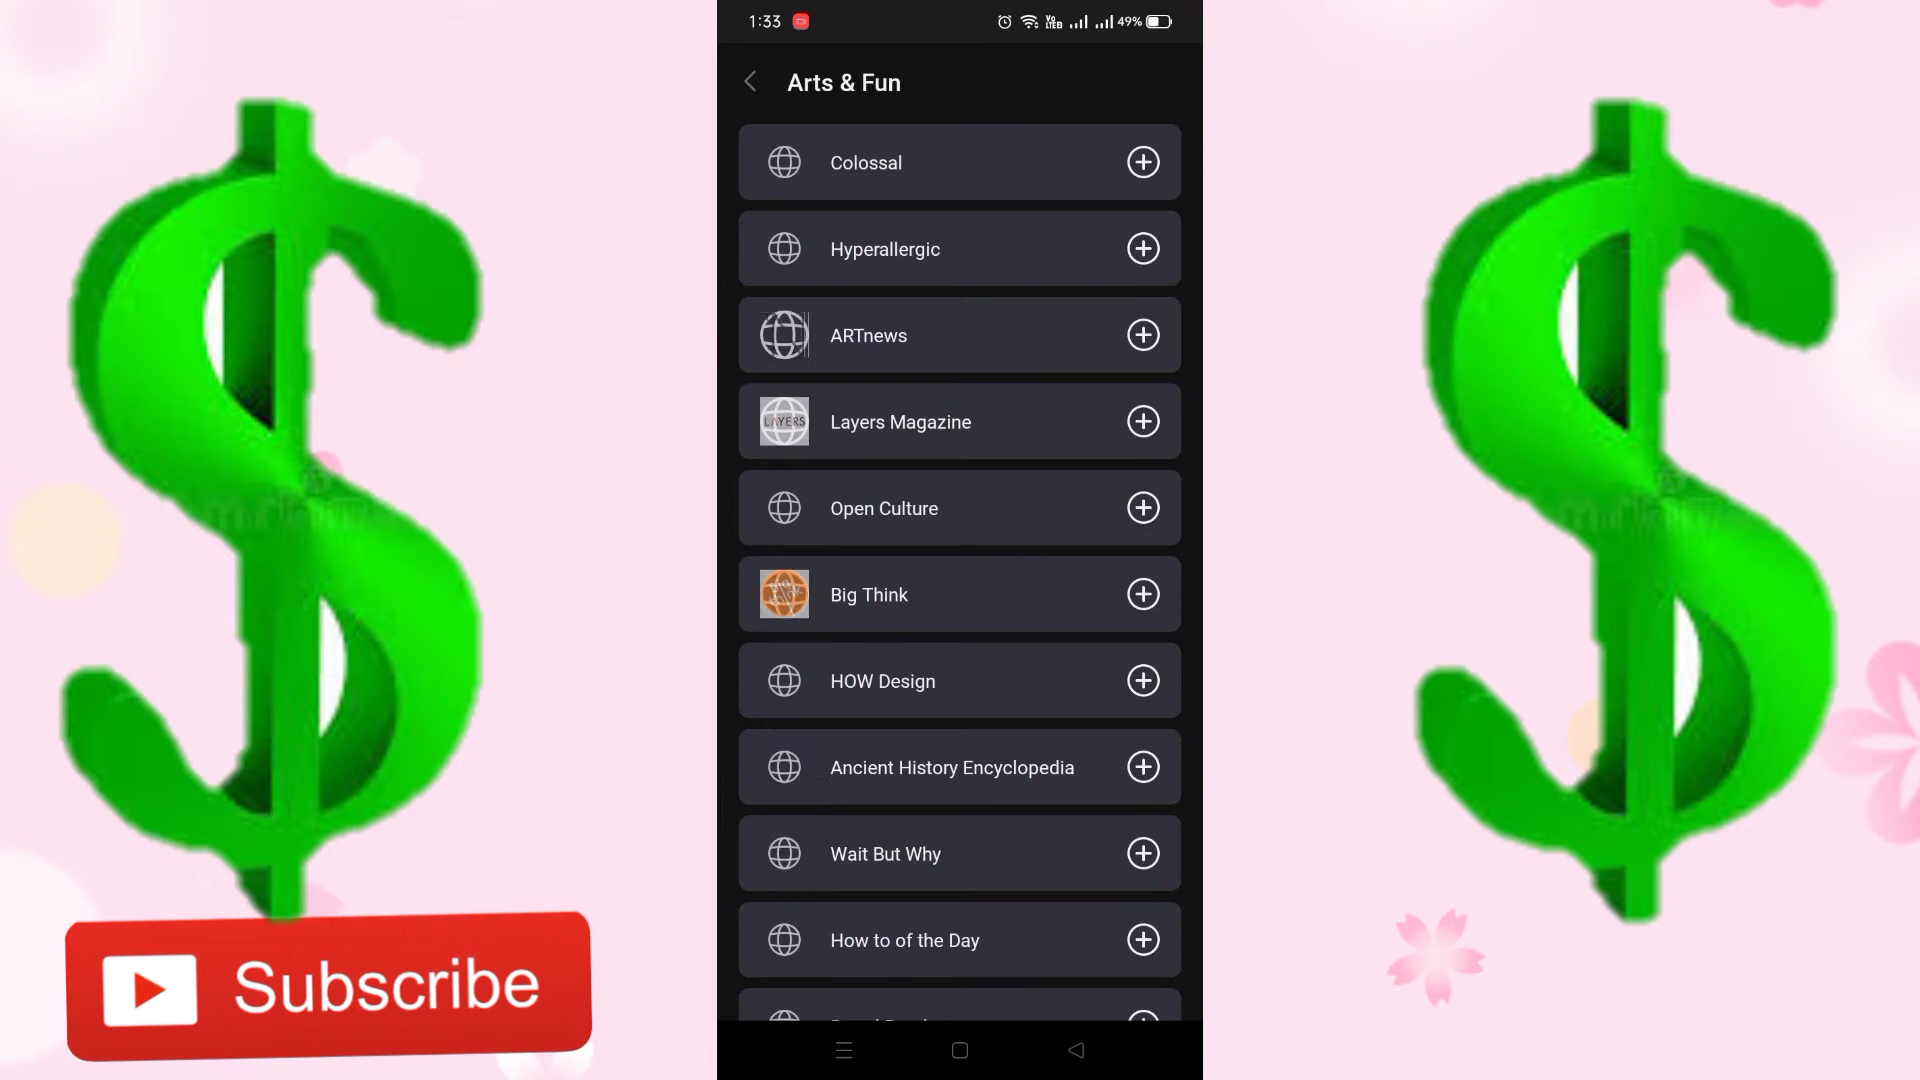 1:33
49%
Arts & Fun
Colossal
Hyperallergic
ARTnews
LAYERS
Layers Magazine
Open Culture
Big Think
HOW Design
Ancient History Encyclopedia
Wait But Why
How to of the Day
Subscribe